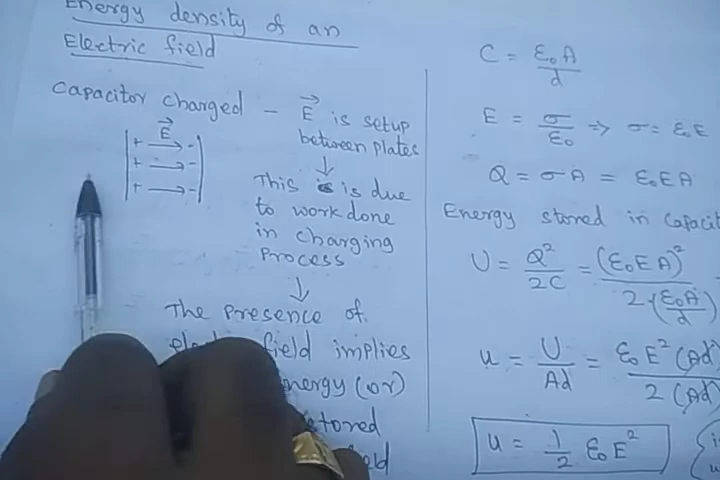 Energy density of an
Electric field
Capacitor charged - E⃗ is setup
between plates
E⃗
+ → -
+ → -
+ → -
↓
This is is due
to work done
in charging
Process
↓
The presence of
field implies
energy (or)
stored
C = ε₀A/d
E = σ/ε₀ ⇒ σ = ε₀E
Q = σA = ε₀EA
Energy stored in Capacit
U = Q²/2C = (ε₀EA)²/2(ε₀A/d)
u = U/Ad = ε₀E²(Ad)/2(Ad)
u = 1/2 ε₀E²